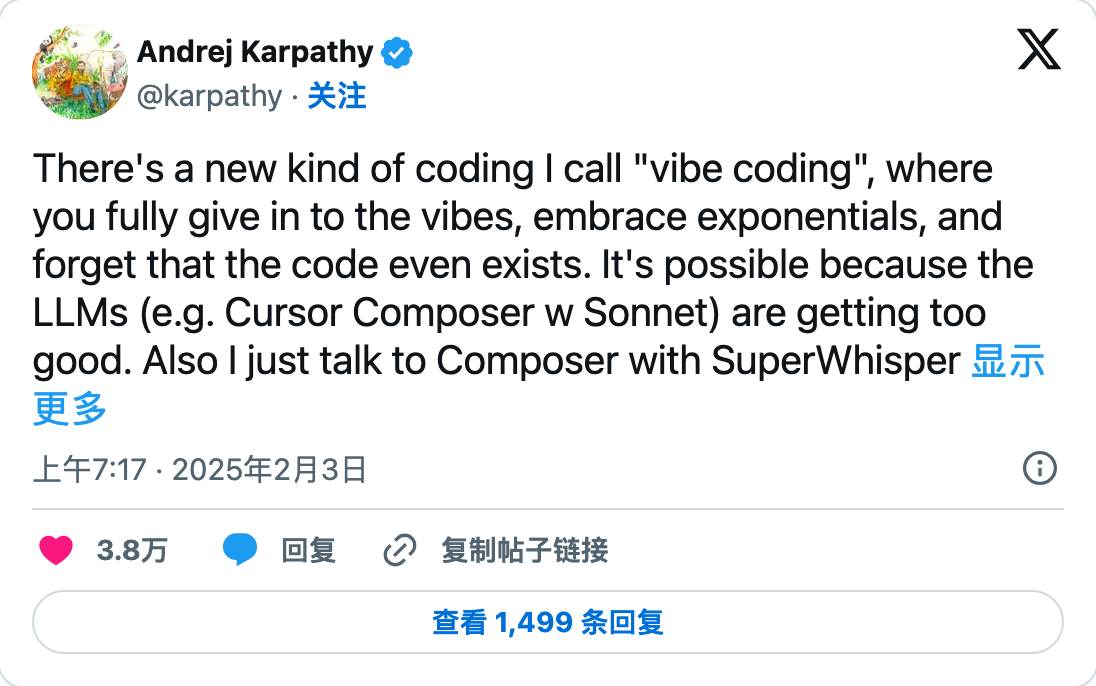 Andrej Karpathy
@karpathy · 关注
There's a new kind of coding I call "vibe coding", where
you fully give in to the vibes, embrace exponentials, and
forget that the code even exists. It's possible because the
LLMs (e.g. Cursor Composer w Sonnet) are getting too
good. Also I just talk to Composer with SuperWhisper 显示
更多
上午7:17 · 2025年2月3日
3.8万 回复 复制帖子链接
查看 1,499 条回复